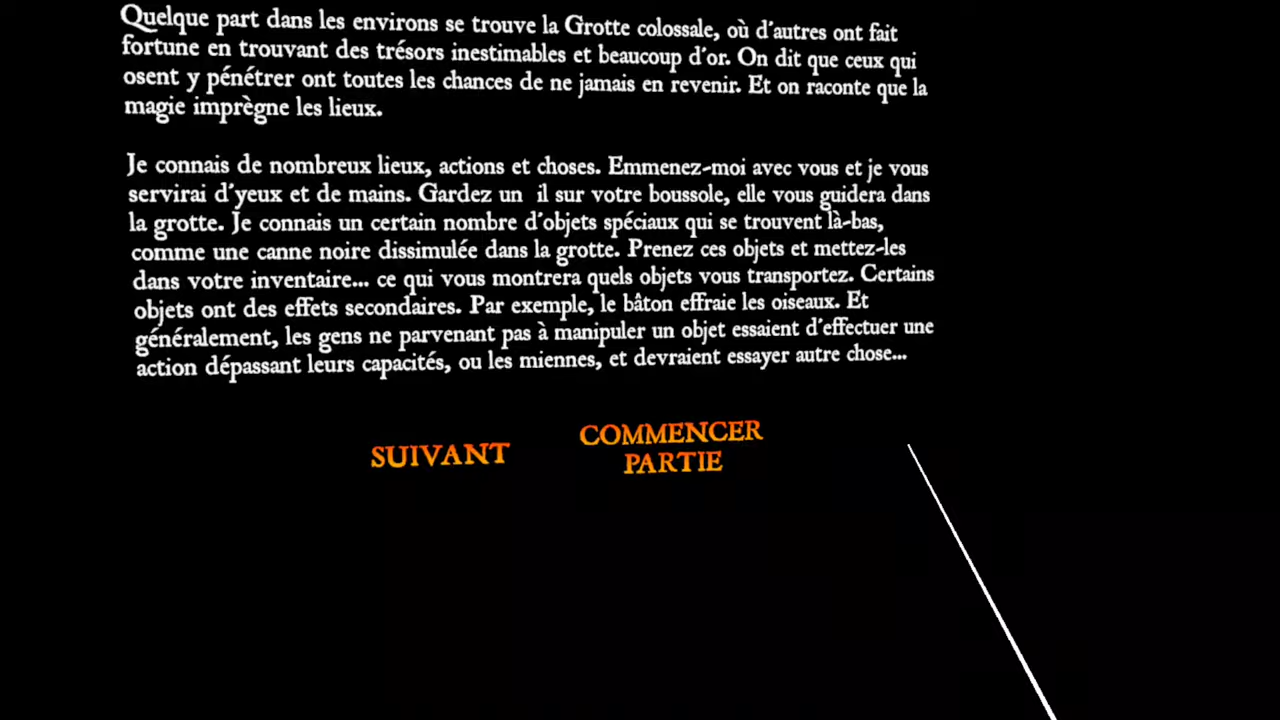 Quelque part dans les environs se trouve la Grotte colossale, où d'autres ont fait
fortune en trouvant des trésors inestimables et beaucoup d'or. On dit que ceux qui
osent y pénétrer ont toutes les chances de ne jamais en revenir. Et on raconte que la
magie imprègne les lieux.
Je connais de nombreux lieux, actions et choses. Emmenez-moi avec vous et je vous
servirai d'yeux et de mains. Gardez un  il sur votre boussole, elle vous guidera dans
la grotte. Je connais un certain nombre d'objets spéciaux qui se trouvent là-bas,
comme une canne noire dissimulée dans la grotte. Prenez ces objets et mettez-les
dans votre inventaire... ce qui vous montrera quels objets vous transportez. Certains
objets ont des effets secondaires. Par exemple, le bâton effraie les oiseaux. Et
généralement, les gens ne parvenant pas à manipuler un objet essaient d'effectuer une
action dépassant leurs capacités, ou les miennes, et devraient essayer autre chose...
SUIVANT
COMMENCER
PARTIE